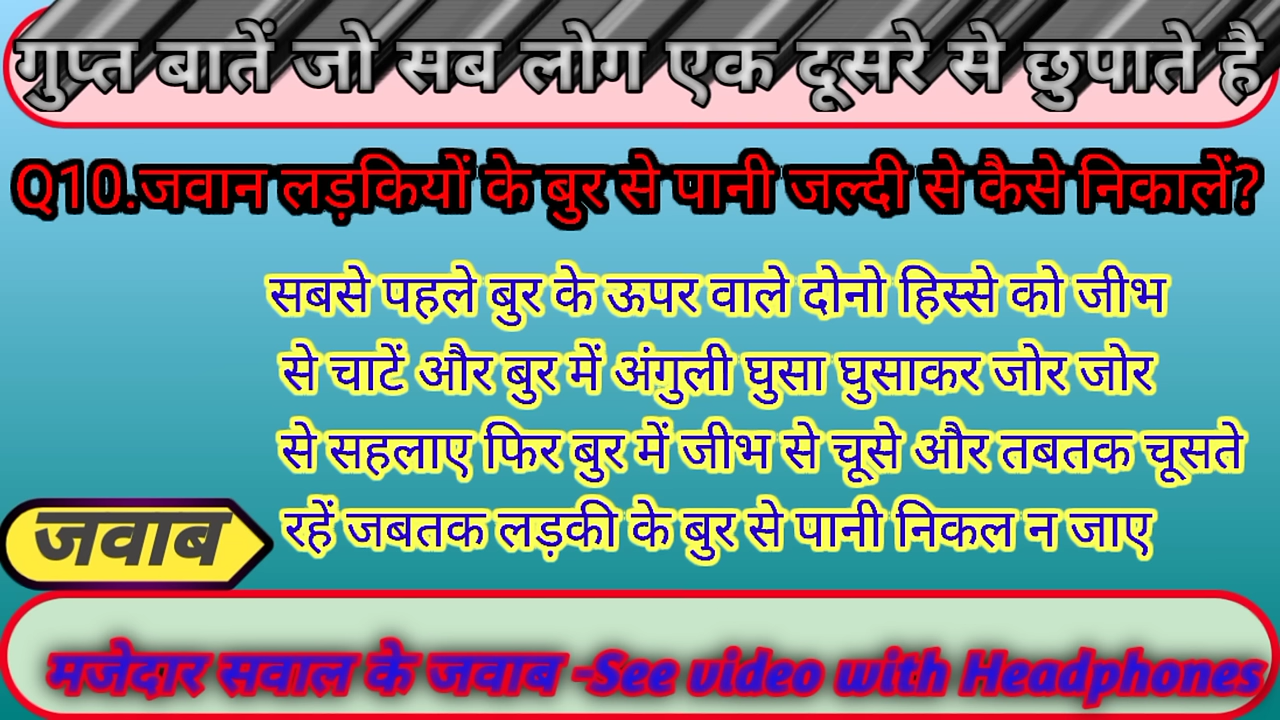 गुप्त बातें जो सब लोग एक दूसरे से छुपाते है
Q10.जवान लड़कियों के बुर से पानी जल्दी से कैसे निकालें?
सबसे पहले बुर के ऊपर वाले दोनो हिस्से को जीभ
से चाटें और बुर में अंगुली घुसा घुसाकर जोर जोर
से सहलाए फिर बुर में जीभ से चूसे और तबतक चूसते
जवाब
रहें जबतक लड़की के बुर से पानी निकल न जाए
मजेदार सवाल के जवाब -See video with Headphones